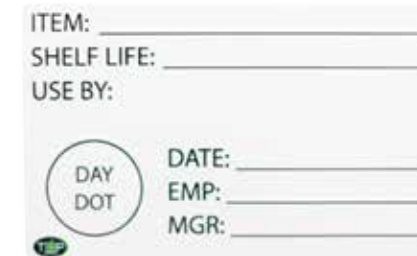 ITEM:
SHELF LIFE:
USE BY:
DAY
DOT
DATE:
EMP:
MGR: